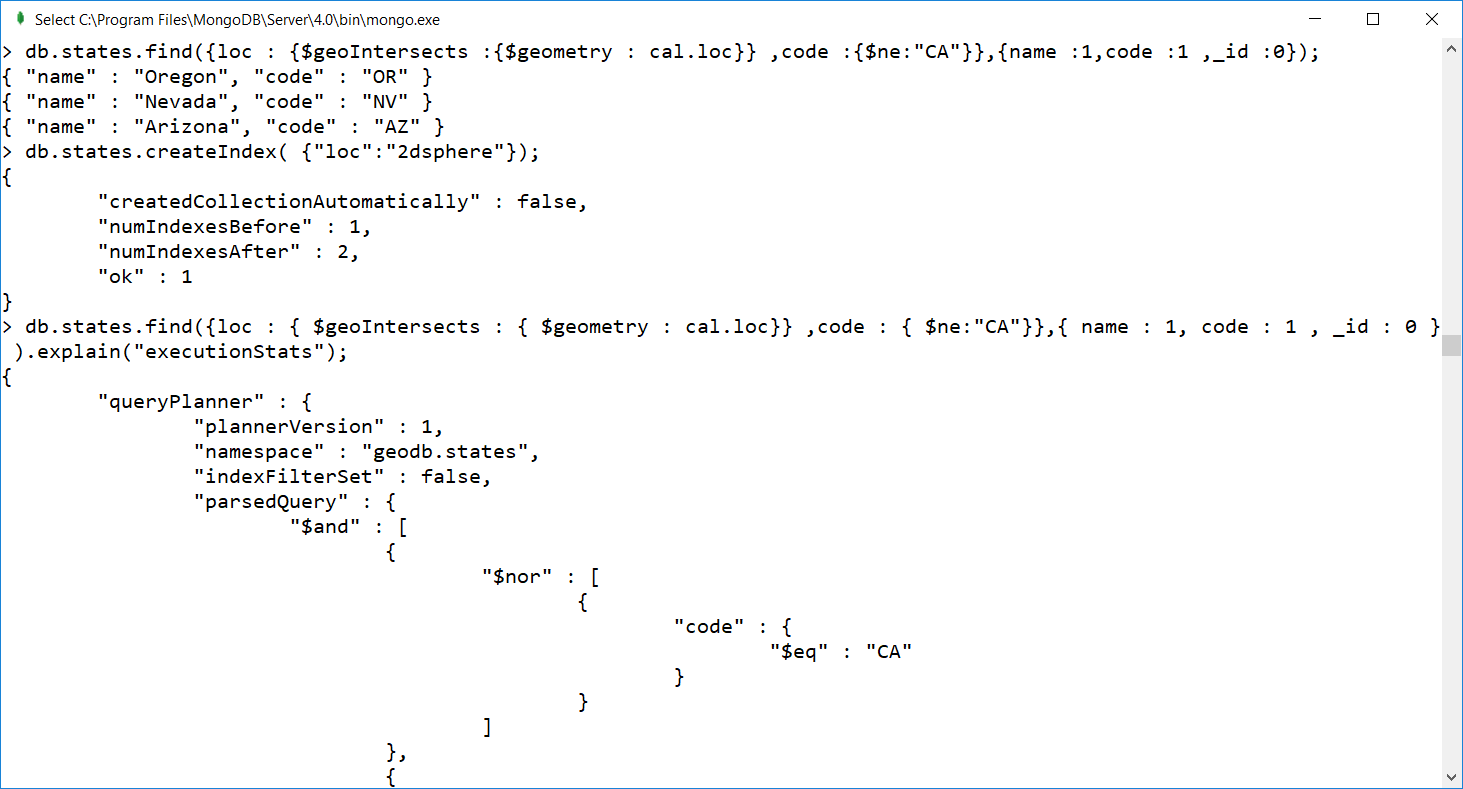 Select C:\Program Files\MongoDB\Server\4.0\bin\mongo.exe
> db.states.find({loc : {$geoIntersects :{$geometry : cal.loc}} ,code :{$ne:"CA"}},{name :1,code :1 ,_id :0});
{ "name" : "Oregon", "code" : "OR" }
{ "name" : "Nevada", "code" : "NV" }
{ "name" : "Arizona", "code" : "AZ" }
> db.states.createIndex( {"loc":"2dsphere"});
{
        "createdCollectionAutomatically" : false,
        "numIndexesBefore" : 1,
        "numIndexesAfter" : 2,
        "ok" : 1
}
> db.states.find({loc : { $geoIntersects : { $geometry : cal.loc}} ,code : { $ne:"CA"}},{ name : 1, code : 1 , _id : 0 }
 ).explain("executionStats");
{
        "queryPlanner" : {
                "plannerVersion" : 1,
                "namespace" : "geodb.states",
                "indexFilterSet" : false,
                "parsedQuery" : {
                        "$and" : [
                                {
                                        "$nor" : [
                                                {
                                                        "code" : {
                                                                "$eq" : "CA"
                                                        }
                                                }
                                        ]
                                },
                                {